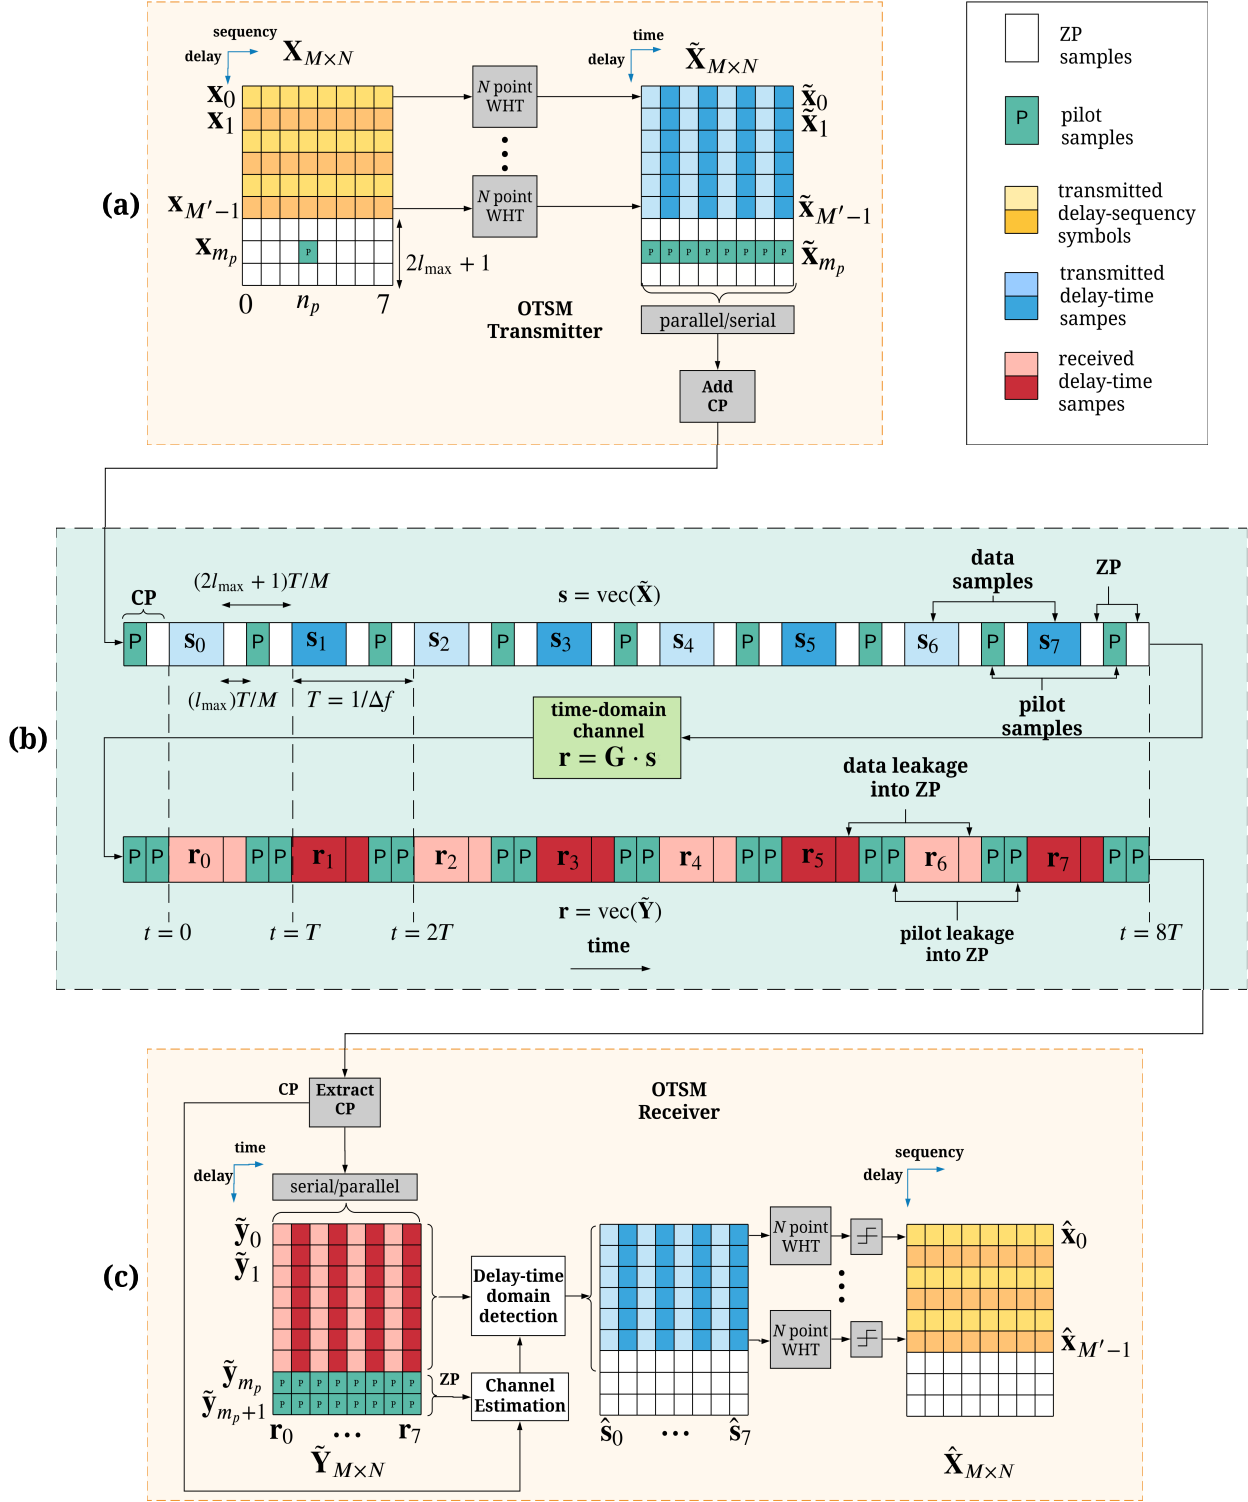 sequency
delay
X_{M×N}
time
delay
X̃_{M×N}
x_0
x_1
x_{M′−1}
x_{m_p}
N point
WHT
N point
WHT
x̃_0
x̃_1
x̃_{M′−1}
x̃_{m_p}
P
P P P P P P P P
2l_max + 1
0 n_p 7
(a)
OTSM
Transmitter
parallel/serial
Add
CP
ZP
samples
P
pilot
samples
transmitted
delay-sequency
symbols
transmitted
delay-time
sampes
received
delay-time
sampes
(b)
(2l_max + 1)T/M
CP
s = vec(X̃)
data
samples
ZP
P s_0 P s_1 P s_2 P s_3 P s_4 P s_5 P s_6 P s_7 P
(l_max)T/M
T = 1/Δf
pilot
samples
time-domain
channel
r = G · s
data leakage
into ZP
P P r_0 P P r_1 P P r_2 P P r_3 P P r_4 P P r_5 P P r_6 P P r_7 P P
r = vec(Ỹ)
t = 0
t = T
t = 2T
time
pilot leakage
into ZP
t = 8T
(c)
CP
Extract
CP
OTSM
Receiver
time
delay
serial/parallel
ỹ_0
ỹ_1
ỹ_{m_p}
ỹ_{m_p+1}
P P P P P P P P
P P P P P P P P
r_0 ... r_7
Ỹ_{M×N}
ZP
Delay-time
domain
detection
Channel
Estimation
ŝ_0 ... ŝ_7
N point
WHT
N point
WHT
sequency
delay
x̂_0
x̂_{M′−1}
X̂_{M×N}